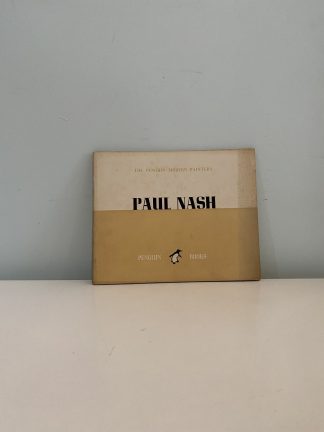 THE PENGUIN MODERN PAINTERS
PAUL NASH
PENGUIN BOOKS